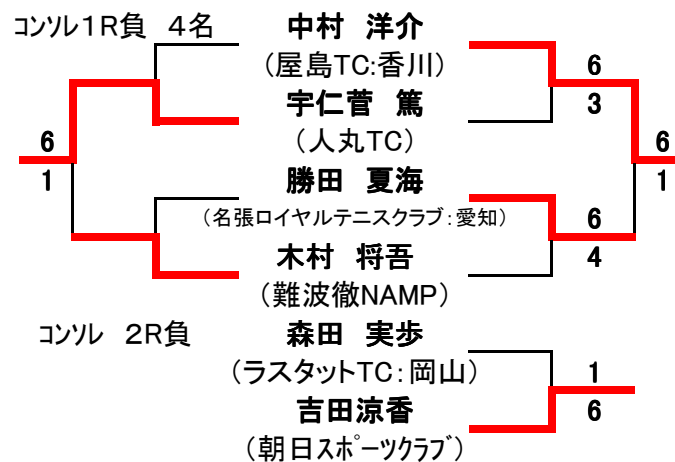 コンソル１R負　４名
中村　洋介
（屋島TC:香川）
6
宇仁菅　篤
3
（人丸TC）
6
6
1
1
勝田　夏海
（名張ロイヤルテニスクラブ：愛知）
6
木村　将吾
4
（難波徹NAMP）
コンソル　２R負
森田　実歩
（ラスタットTC：岡山）
1
吉田涼香
6
（朝日スポーツクラブ）